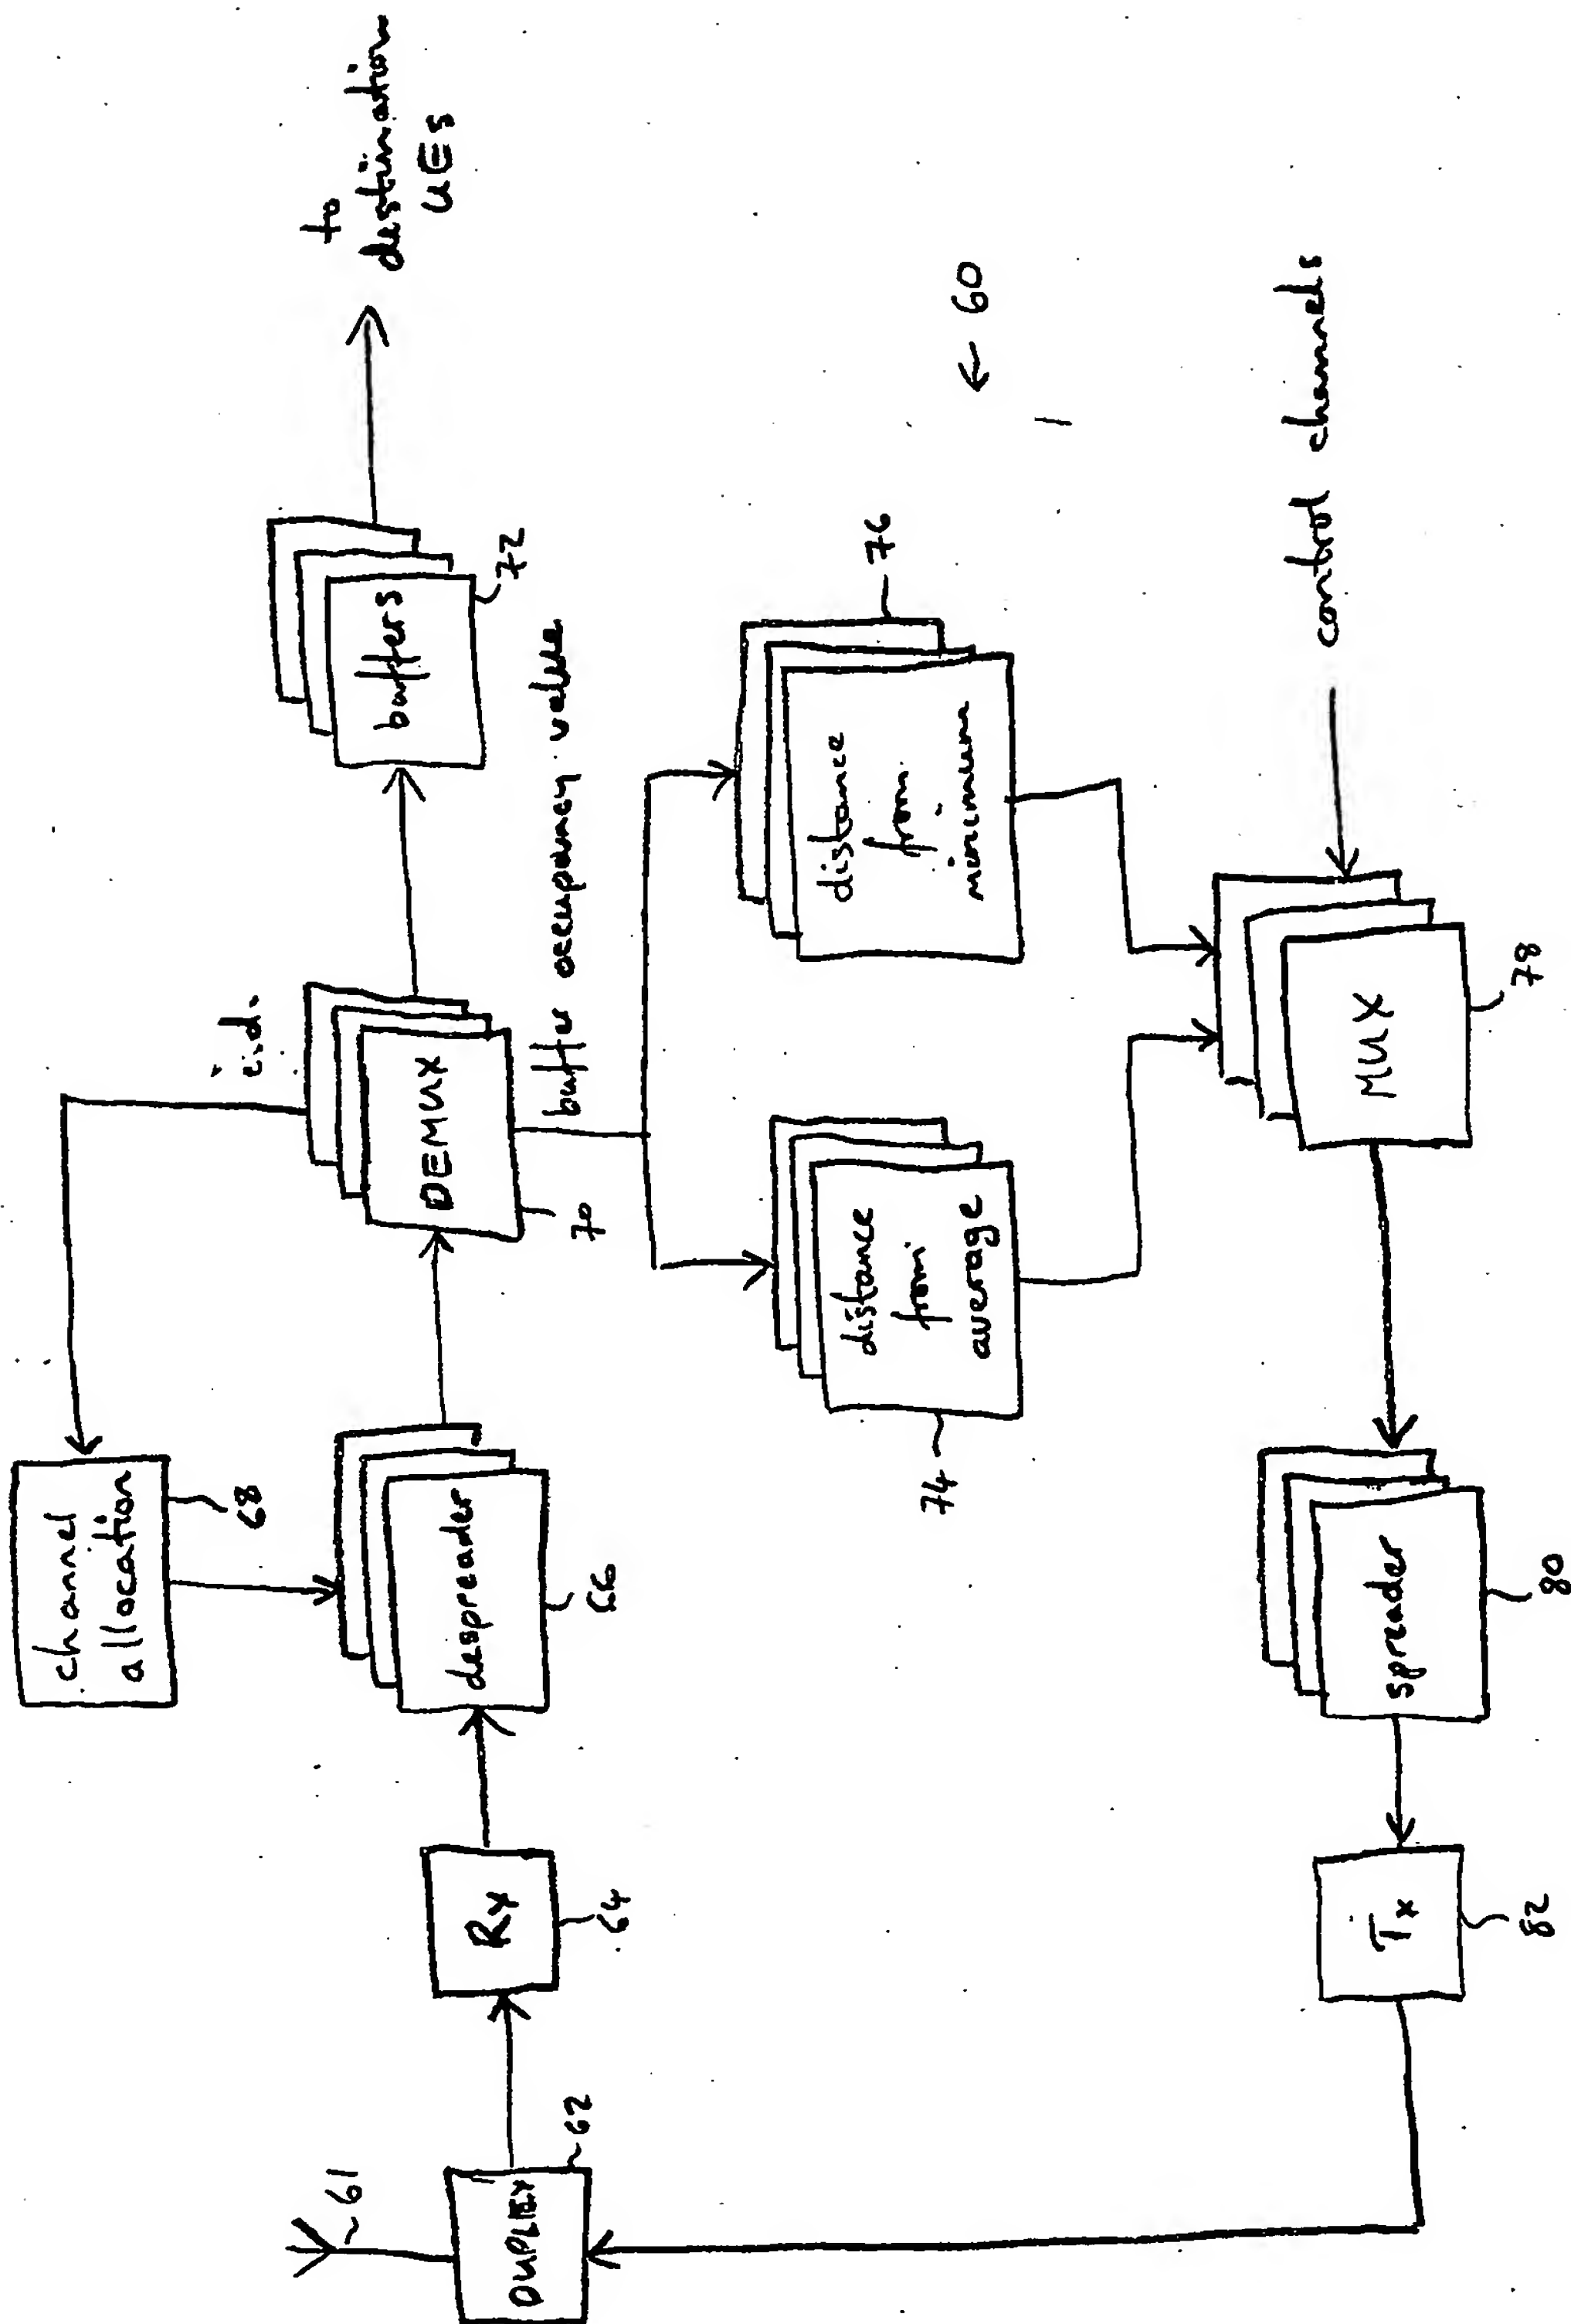 channel
allocation
68
i.d.
to
destination
UEs
61
DUPLEX
62
Rx
64
despreader
66
DEMUX
70
buffers
72
buffer occupancy value
distance
from
average
74
distance
from
minimum
76
← 60
control channels
MUX
78
spreader
80
Tx
82